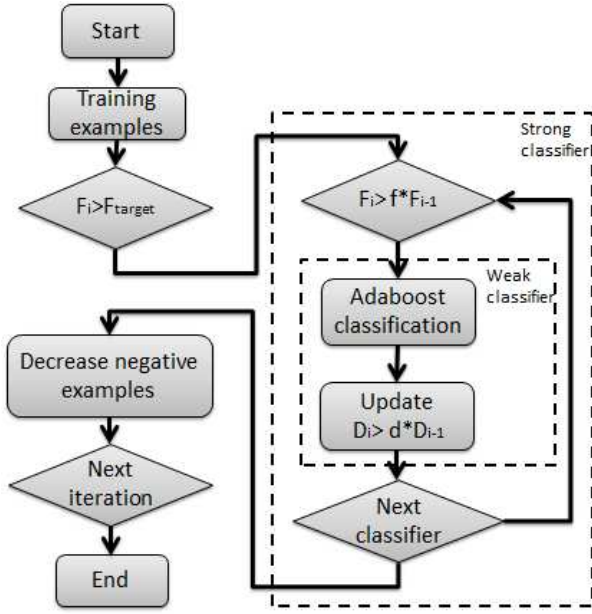 Start
Training
examples
Fi>Ftarget
Strong
classifier
Fi> f*Fi-1
Weak
classifier
Adaboost
classification
Update
Di> d*Di-1
Next
classifier
Decrease negative
examples
Next
iteration
End